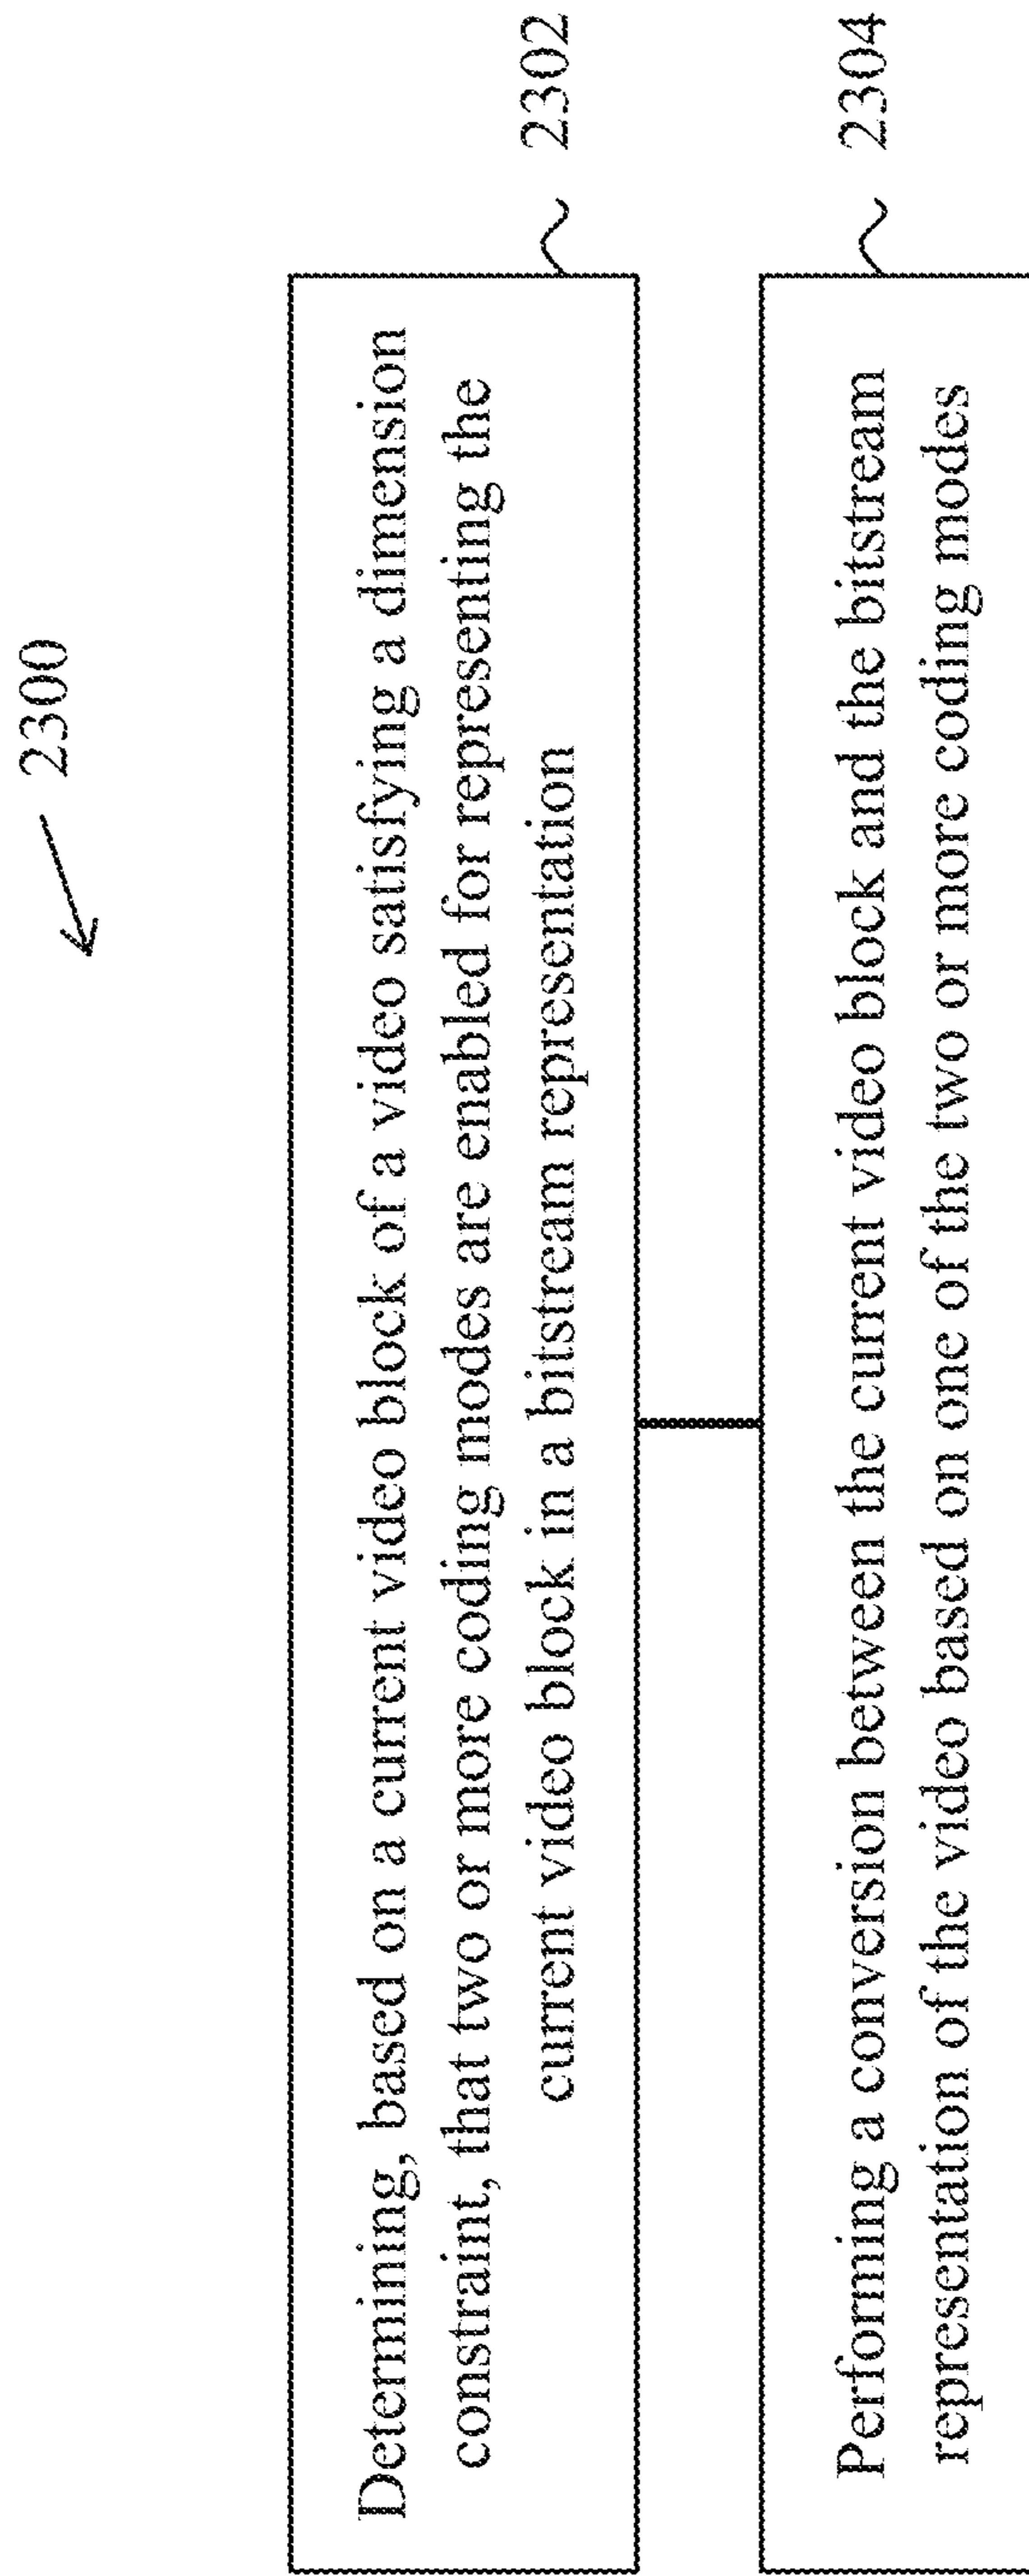 2300
Determining, based on a current video block of a video satisfying a dimension
constraint, that two or more coding modes are enabled for representing the
current video block in a bitstream representation
2302
Performing a conversion between the current video block and the bitstream
representation of the video based on one of the two or more coding modes
2304